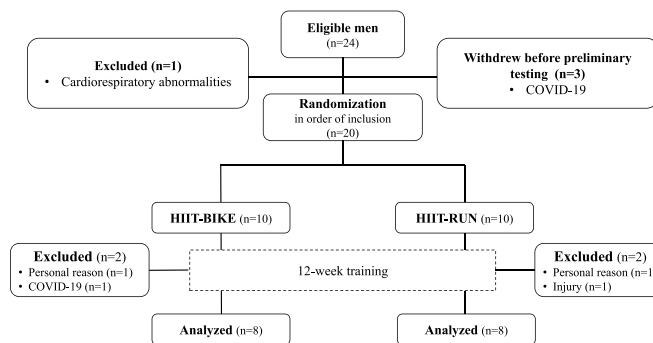 Eligible men
(n=24)
Excluded (n=1)
• Cardiorespiratory abnormalities
Withdrew before preliminary
testing (n=3)
• COVID-19
Randomization
in order of inclusion
(n=20)
HIIT-BIKE (n=10)
HIIT-RUN (n=10)
Excluded (n=2)
• Personal reason (n=1)
• COVID-19 (n=1)
12-week training
Excluded (n=2)
• Personal reason (n=1
• Injury (n=1)
Analyzed (n=8)
Analyzed (n=8)